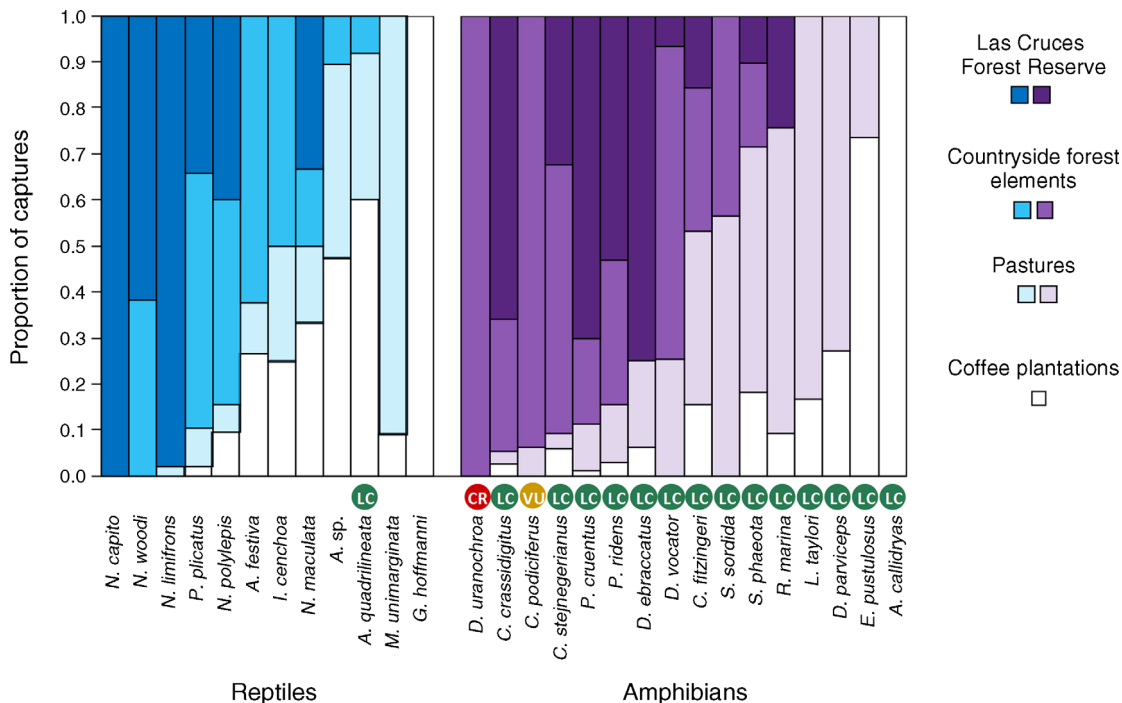 Proportion of captures
1.0
0.9
0.8
0.7
0.6
0.5
0.4
0.3
0.2
0.1
0.0
Las Cruces
Forest Reserve
Countryside forest
elements
Pastures
Coffee plantations
LC
CR
LC
VU
LC
LC
LC
LC
LC
LC
LC
LC
LC
LC
LC
LC
LC
N. capito
N. woodi
N. limifrons
P. plicatus
N. polylepis
A. festiva
I. cenchoa
N. maculata
A. sp.
A. quadrilineata
M. unimarginata
G. hoffmanni
D. uranochroa
C. crassidigitus
C. podiciferus
C. stejnegerianus
P. cruentus
P. ridens
D. ebraccatus
D. vocator
C. fitzingeri
S. sordida
S. phaeota
R. marina
L. taylori
D. parviceps
E. pustulosus
A. callidryas
Reptiles
Amphibians